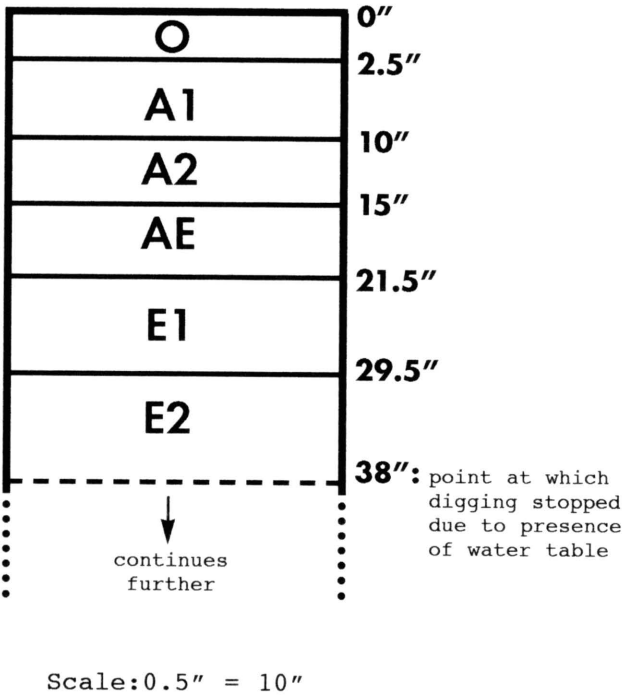 0″
O
2.5″
A1
10″
A2
15″
AE
21.5″
E1
29.5″
E2
38″: point at which
digging stopped
due to presence
of water table
continues
further
Scale:0.5″ = 10″